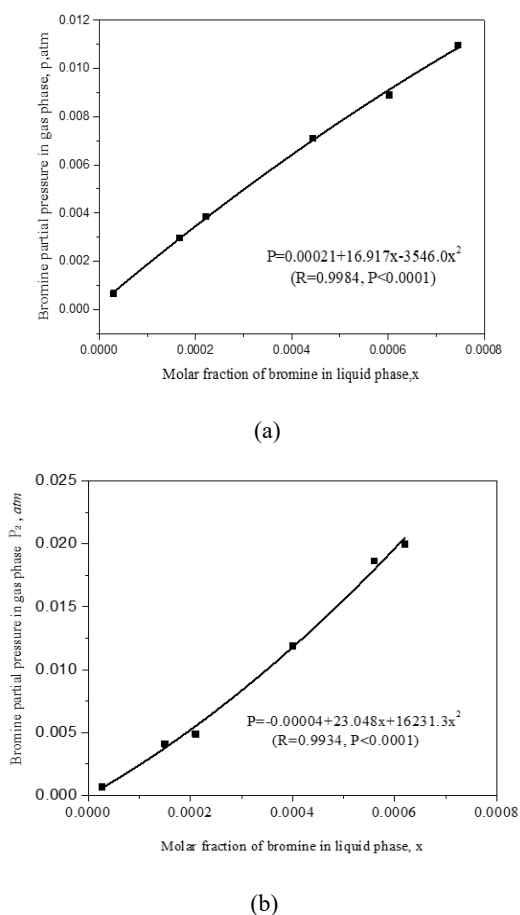 0.012
0.010
0.008
0.006
0.004
0.002
0.000
Bromine partial pressure in gas phase, p,atm
P=0.00021+16.917x-3546.0x²
(R=0.9984, P<0.0001)
0.0000 0.0002 0.0004 0.0006 0.0008
Molar fraction of bromine in liquid phase,x
(a)
0.025
0.020
0.015
0.010
0.005
0.000
Bromine partial pressure in gas phase P₂ , atm
P=-0.00004+23.048x+16231.3x²
(R=0.9934, P<0.0001)
0.0000 0.0002 0.0004 0.0006 0.0008
Molar fraction of bromine in liquid phase, x
(b)